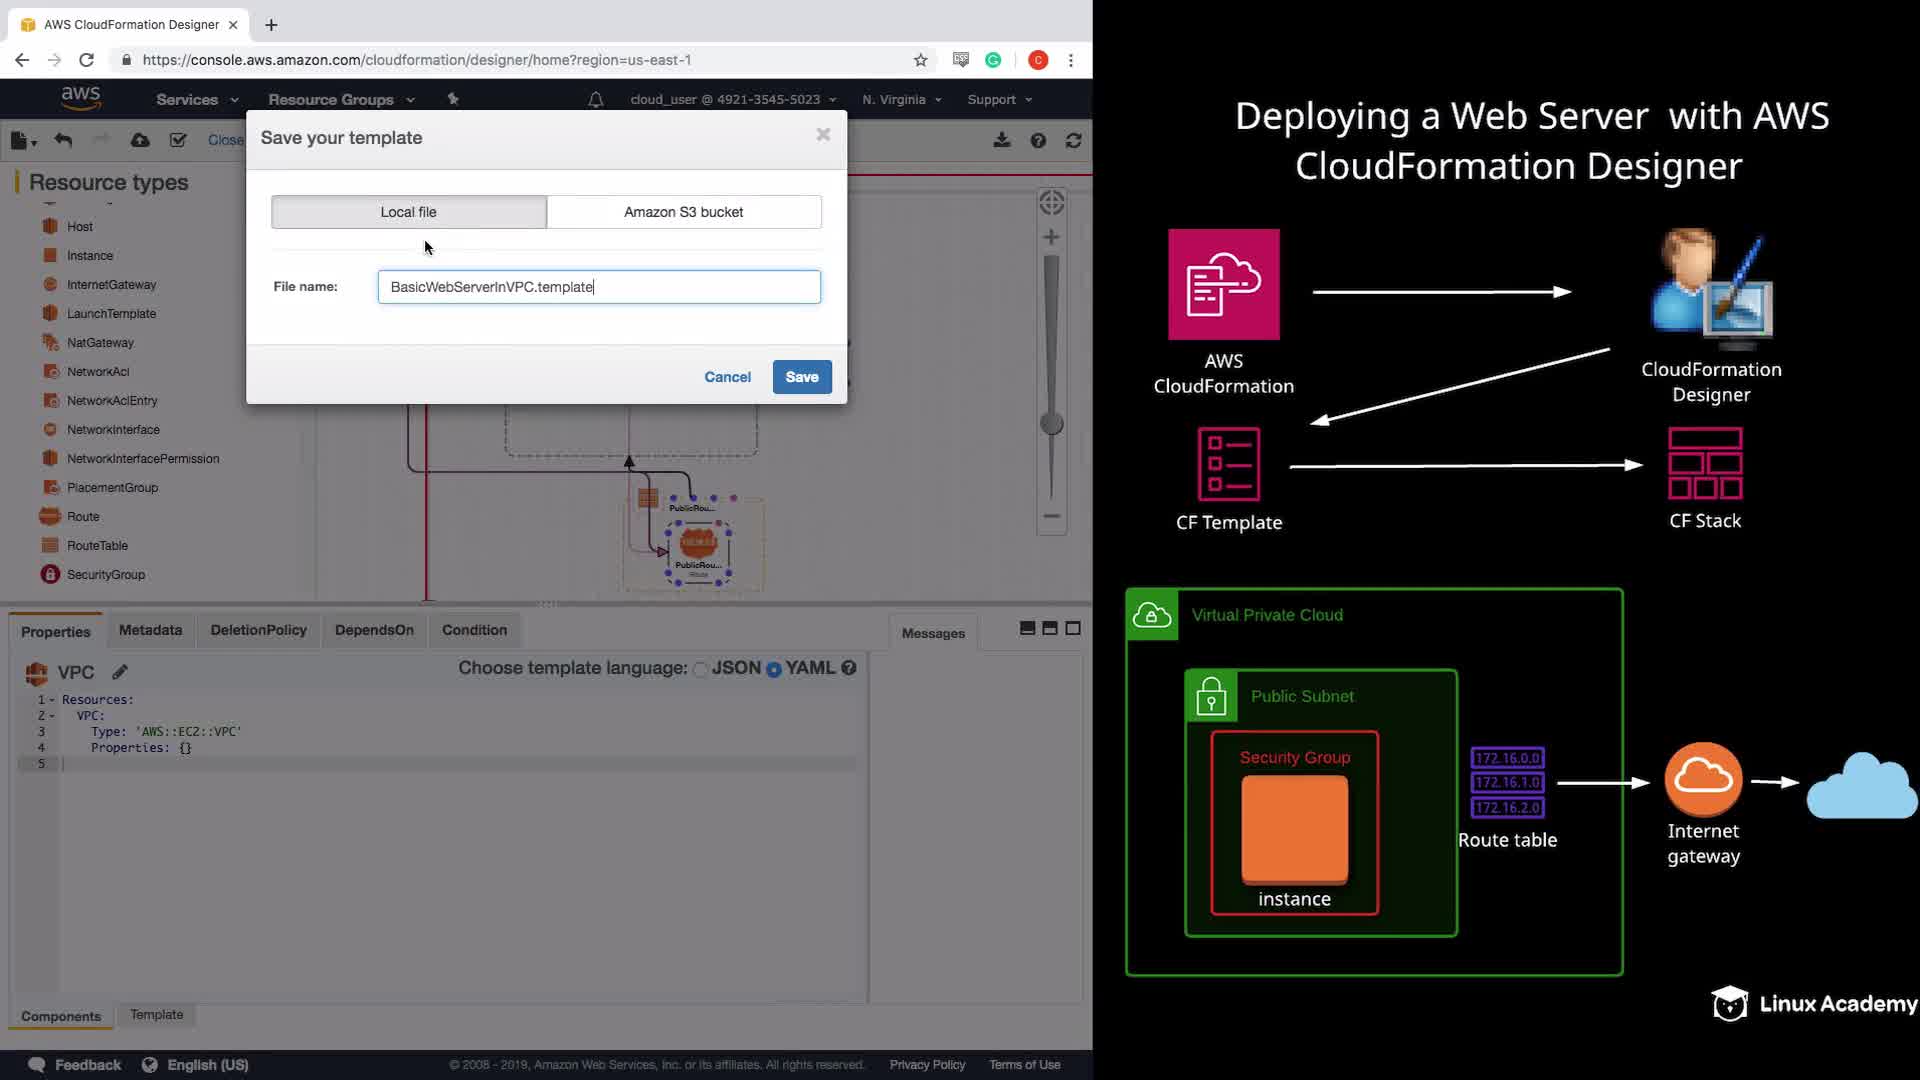 AWS CloudFormation Designer
https://console.aws.amazon.com/cloudformation/designer/home?region=us-east-1
aws
Services
Resource Groups
cloud_user @ 4921-3545-5023
N. Virginia
Support
Close
Save your template
Local file
Amazon S3 bucket
File name:
BasicWebServerInVPC.template
Cancel
Save
Resource types
Host
Instance
InternetGateway
LaunchTemplate
NatGateway
NetworkAcl
NetworkAclEntry
NetworkInterface
NetworkInterfacePermission
PlacementGroup
Route
RouteTable
SecurityGroup
PublicRou...
PublicRou...
Route
Properties
Metadata
DeletionPolicy
DependsOn
Condition
Messages
VPC
Choose template language: JSON YAML
1 Resources:
2 VPC:
3 Type: 'AWS::EC2::VPC'
4 Properties: {}
5
Components
Template
Feedback
English (US)
© 2008 - 2019, Amazon Web Services, Inc. or its affiliates. All rights reserved.
Privacy Policy
Terms of Use
Deploying a Web Server with AWS
CloudFormation Designer
AWS
CloudFormation
CloudFormation
Designer
CF Template
CF Stack
Virtual Private Cloud
Public Subnet
Security Group
instance
172.16.0.0
172.16.1.0
172.16.2.0
Route table
Internet
gateway
Linux Academy